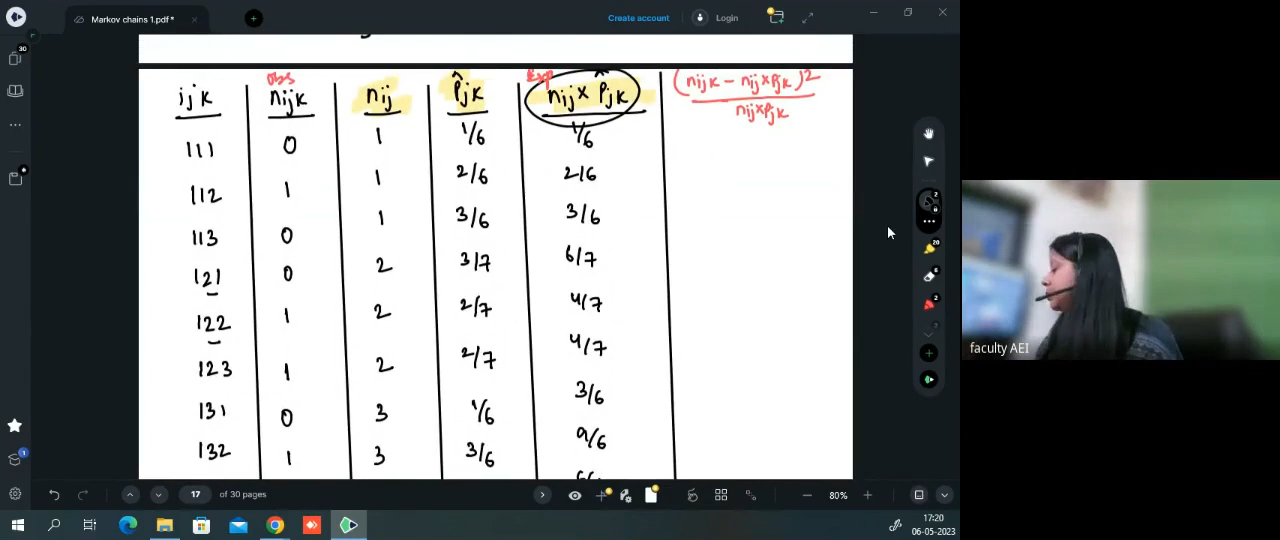 Markov chains 1.pdf*
Create account
Login
30
ijk
obs
nijk
nij
p̂jk
Exp
nij × p̂jk
(nijk - nij×pjk)2
nij×pjk
111 0 1 1/6 1/6
112 1 1 2/6 2/6
113 0 1 3/6 3/6
121 0 2 3/7 6/7
122 1 2 2/7 4/7
123 1 2 2/7 4/7
131 0 3 1/6 3/6
132 1 3 3/6 9/6
faculty AEI
17
of 30 pages
80%
17:20
06-05-2023